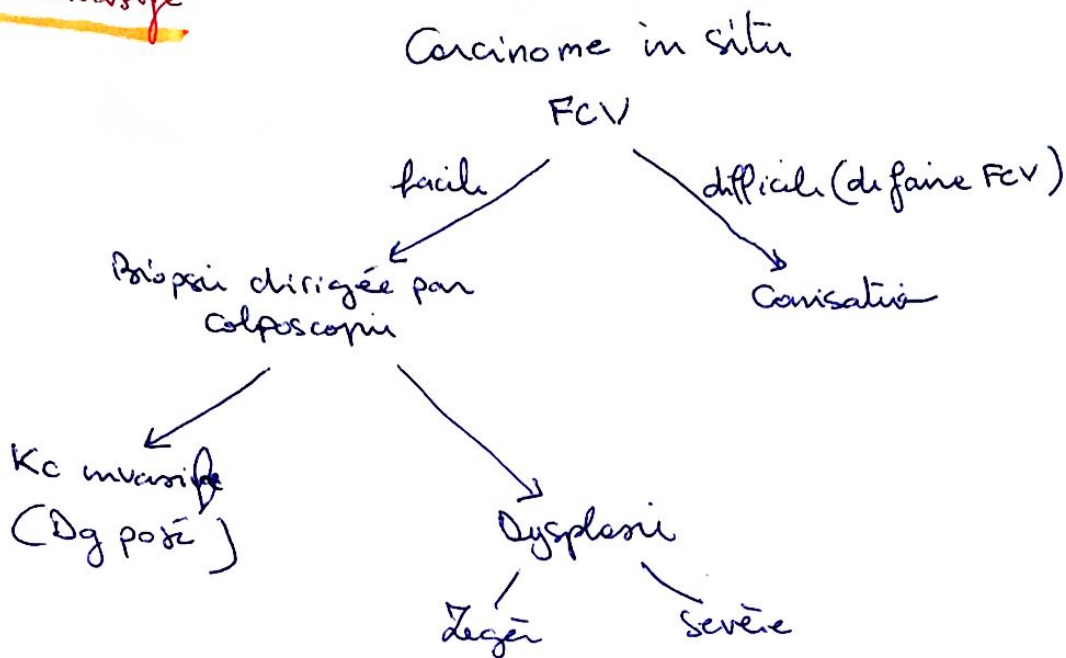 Carcinome in situ
FCV
facile
difficile (de faire FCV)
Biopsie dirigée par
colposcopie
Conisation
Kc invasif
(Dg posé)
Dysplasie
Légère
Sévère